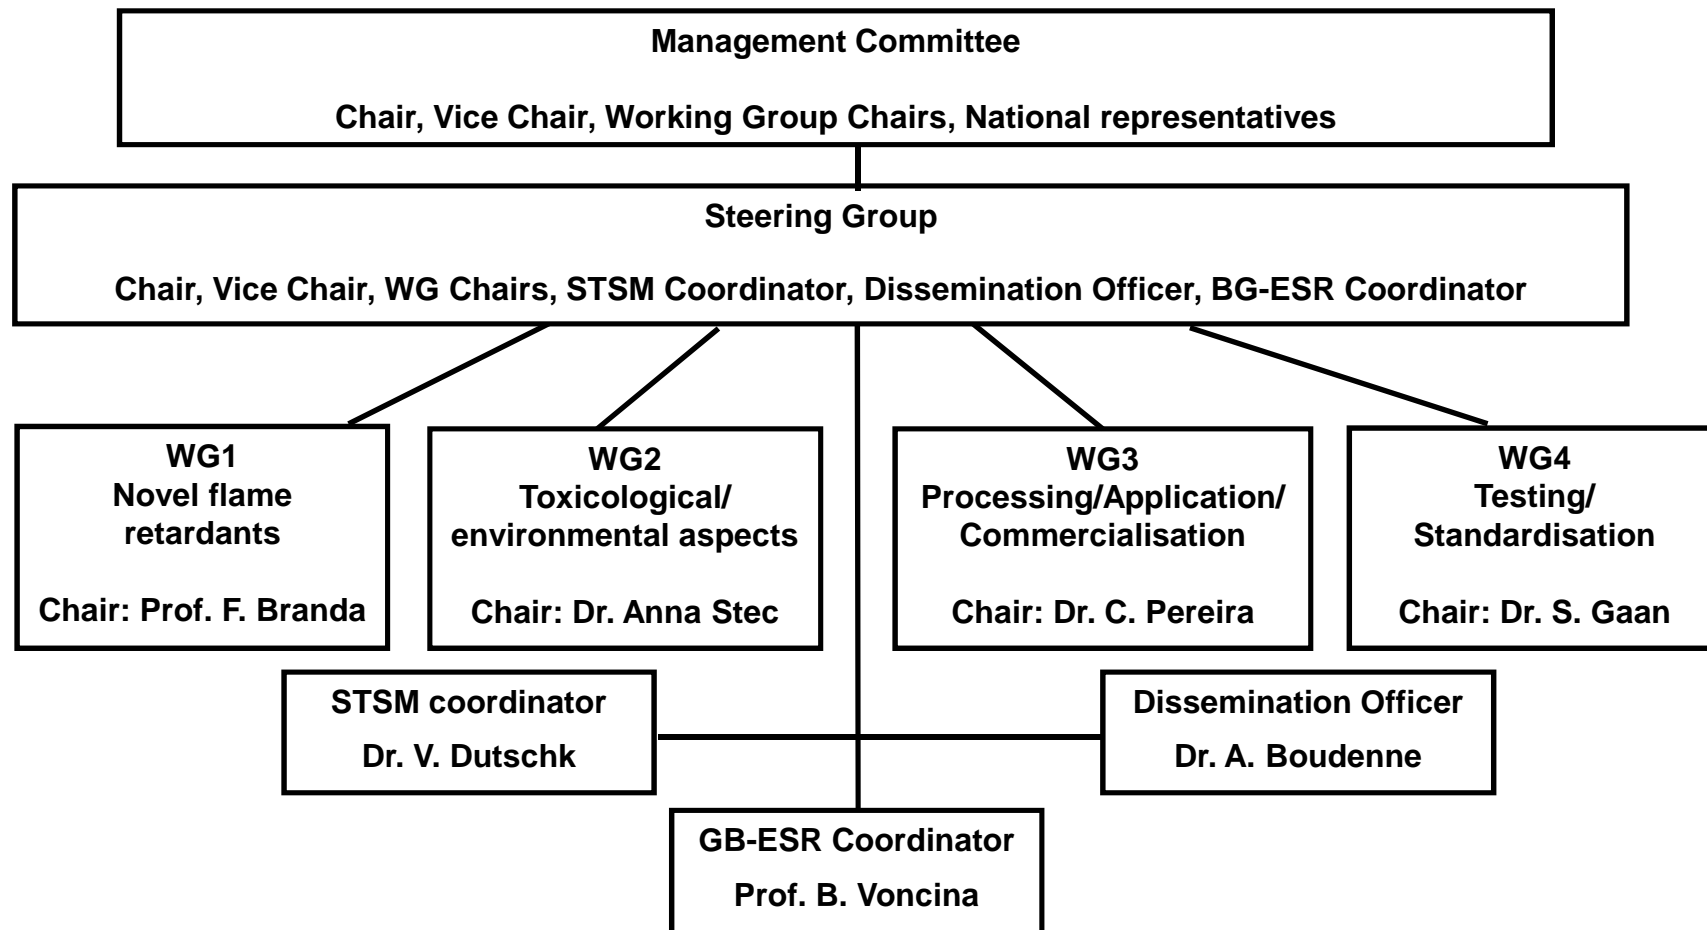 Management Committee
Chair, Vice Chair, Working Group Chairs, National representatives
Steering Group
Chair, Vice Chair, WG Chairs, STSM Coordinator, Dissemination Officer, BG-ESR Coordinator
WG1
Novel flame
retardants
Chair: Prof. F. Branda
WG2
Toxicological/
environmental aspects
Chair: Dr. Anna Stec
WG3
Processing/Application/
Commercialisation
Chair: Dr. C. Pereira
WG4
Testing/
Standardisation
Chair: Dr. S. Gaan
STSM coordinator
Dr. V. Dutschk
Dissemination Officer
Dr. A. Boudenne
GB-ESR Coordinator
Prof. B. Voncina